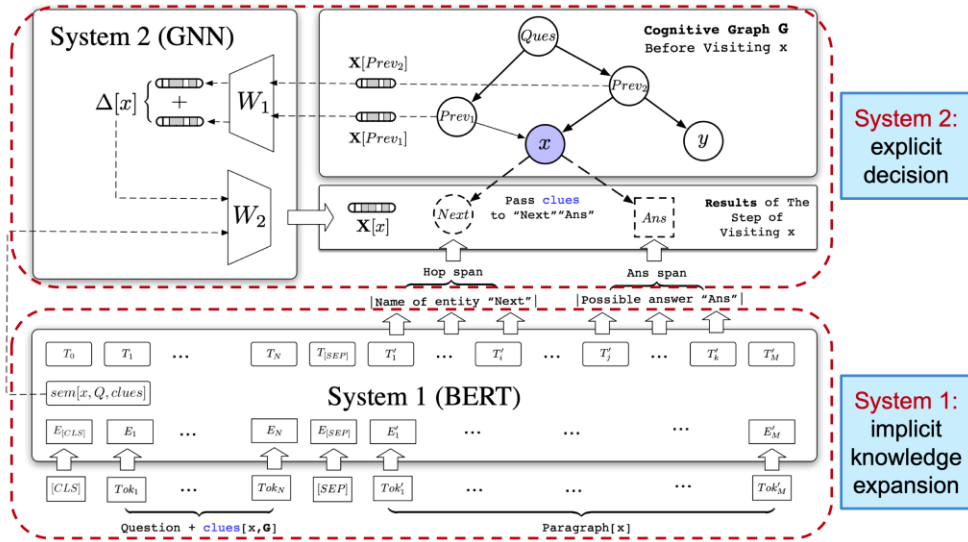 System 2 (GNN)
Δ[x]
+
W1
W2
X[Prev2]
X[Prev1]
X[x]
Cognitive Graph G
Before Visiting x
Ques
Prev1
Prev2
x
y
Pass clues
to “Next”“Ans”
Next
Ans
Results of The
Step of
Visiting x
Hop span
Ans span
|Name of entity “Next”|
|Possible answer “Ans”|
System 2:
explicit
decision
T0 T1 ... TN T[SEP] T′1 ... T′i ... T′j ... T′k T′M
sem[x, Q, clues]
System 1 (BERT)
E[CLS] E1 ... EN E[SEP] E′1 ... ... ... E′M
[CLS] Tok1 ... TokN [SEP] Tok′1 ... ... ... Tok′M
Question + clues[x,G]
Paragraph[x]
System 1:
implicit
knowledge
expansion